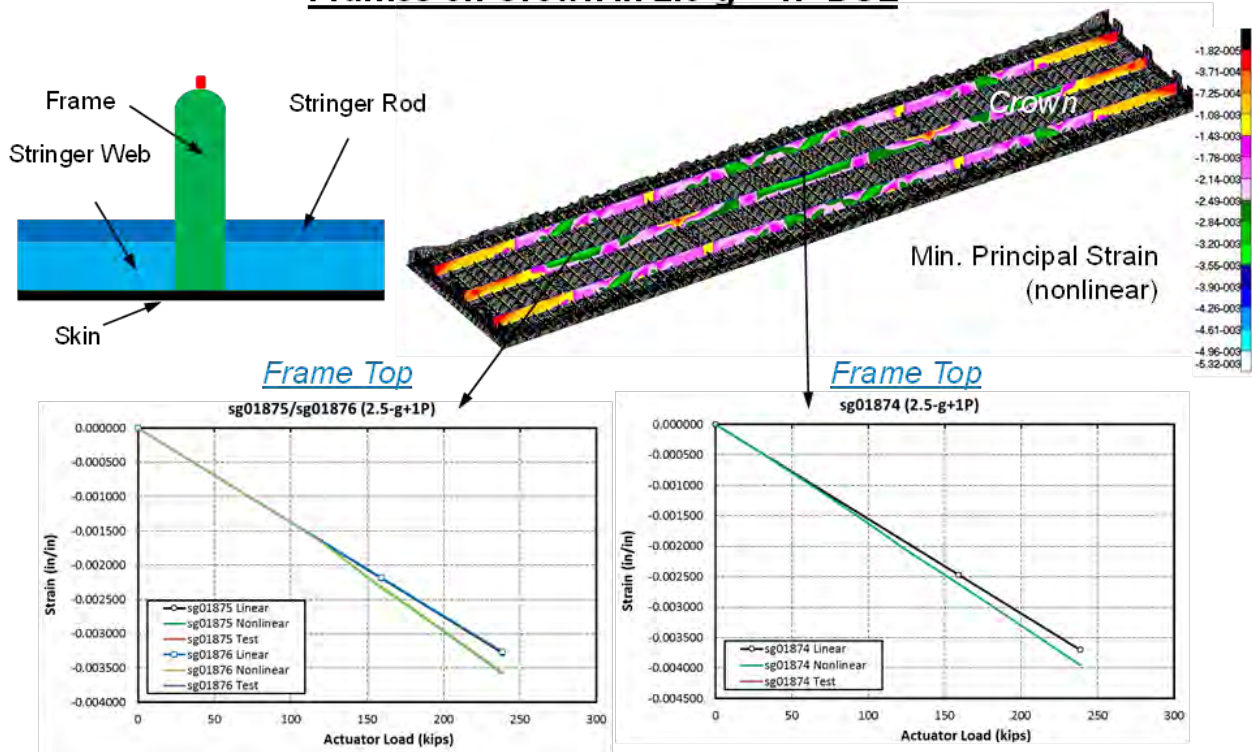 Frame
Stringer Web
Stringer Rod
Skin
Crown
Min. Principal Strain
(nonlinear)
-1.82-005
-3.71-004
-7.25-004
-1.08-003
-1.43-003
-1.78-003
-2.14-003
-2.49-003
-2.84-003
-3.20-003
-3.55-003
-3.90-003
-4.26-003
-4.61-003
-4.96-003
-5.32-003
Frame Top
sg01875/sg01876 (2.5-g+1P)
Strain (in/in)
0.000000
-0.000500
-0.001000
-0.001500
-0.002000
-0.002500
-0.003000
-0.003500
-0.004000
sg01875 Linear
sg01875 Nonlinear
sg01875 Test
sg01876 Linear
sg01876 Nonlinear
sg01876 Test
0 50 100 150 200 250 300
Actuator Load (kips)
Frame Top
sg01874 (2.5-g+1P)
Strain (in/in)
0.000000
-0.000500
-0.001000
-0.001500
-0.002000
-0.002500
-0.003000
-0.003500
-0.004000
-0.004500
sg01874 Linear
sg01874 Nonlinear
sg01874 Test
0 50 100 150 200 250 300
Actuator Load (kips)